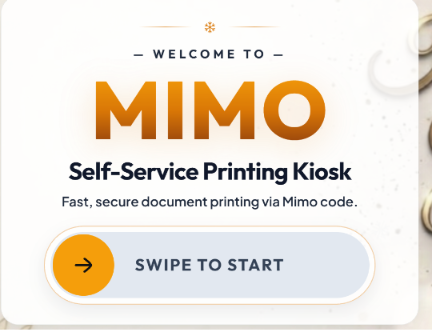 — WELCOME TO —
MIMO
Self-Service Printing Kiosk
Fast, secure document printing via Mimo code.
SWIPE TO START